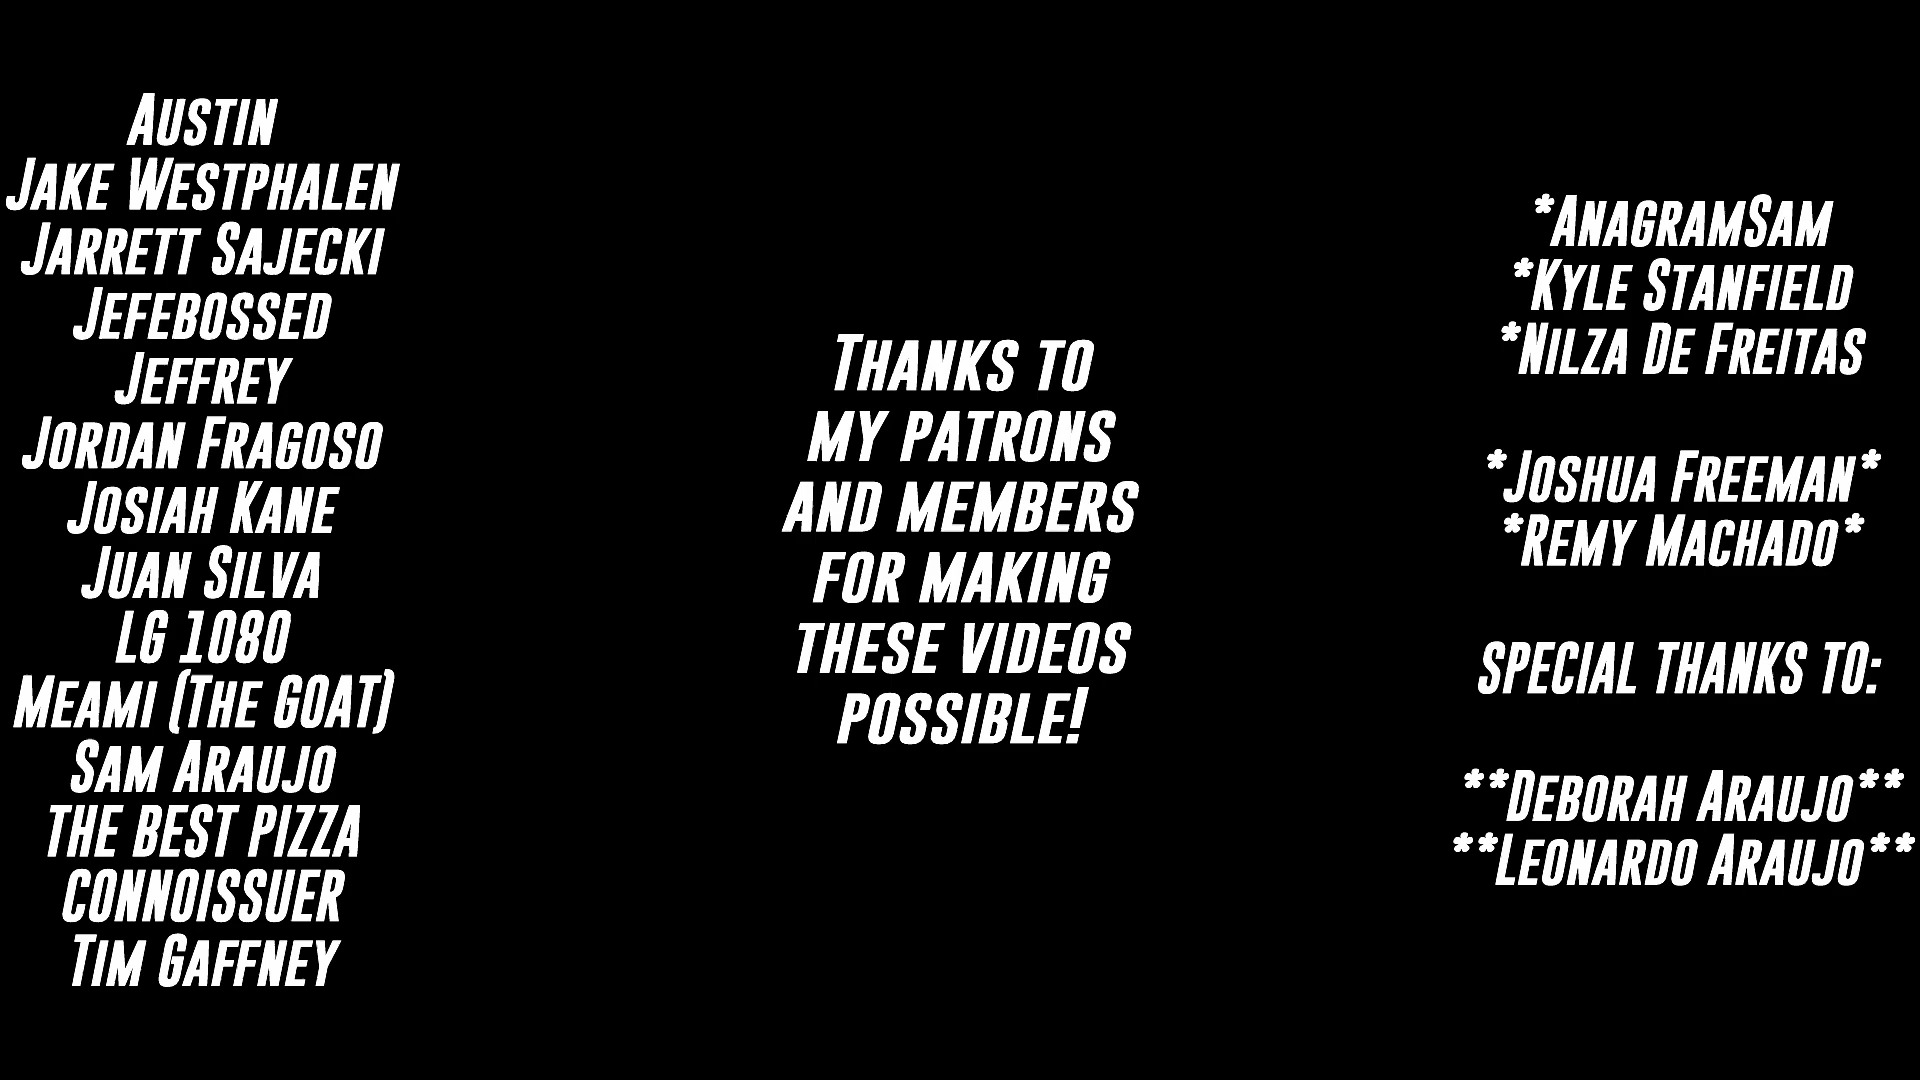 Austin
Jake Westphalen
Jarrett Sajecki
Jefebossed
Jeffrey
Jordan Fragoso
Josiah Kane
Juan Silva
LG 1080
Meami (The GOAT)
Sam Araujo
THE BEST PIZZA
CONNOISSUER
Tim Gaffney
Thanks to
my patrons
and members
for making
these videos
possible!
*AnagramSam
*Kyle Stanfield
*Nilza De Freitas
*Joshua Freeman*
*Remy Machado*
SPECIAL THANKS TO:
**Deborah Araujo**
**Leonardo Araujo**